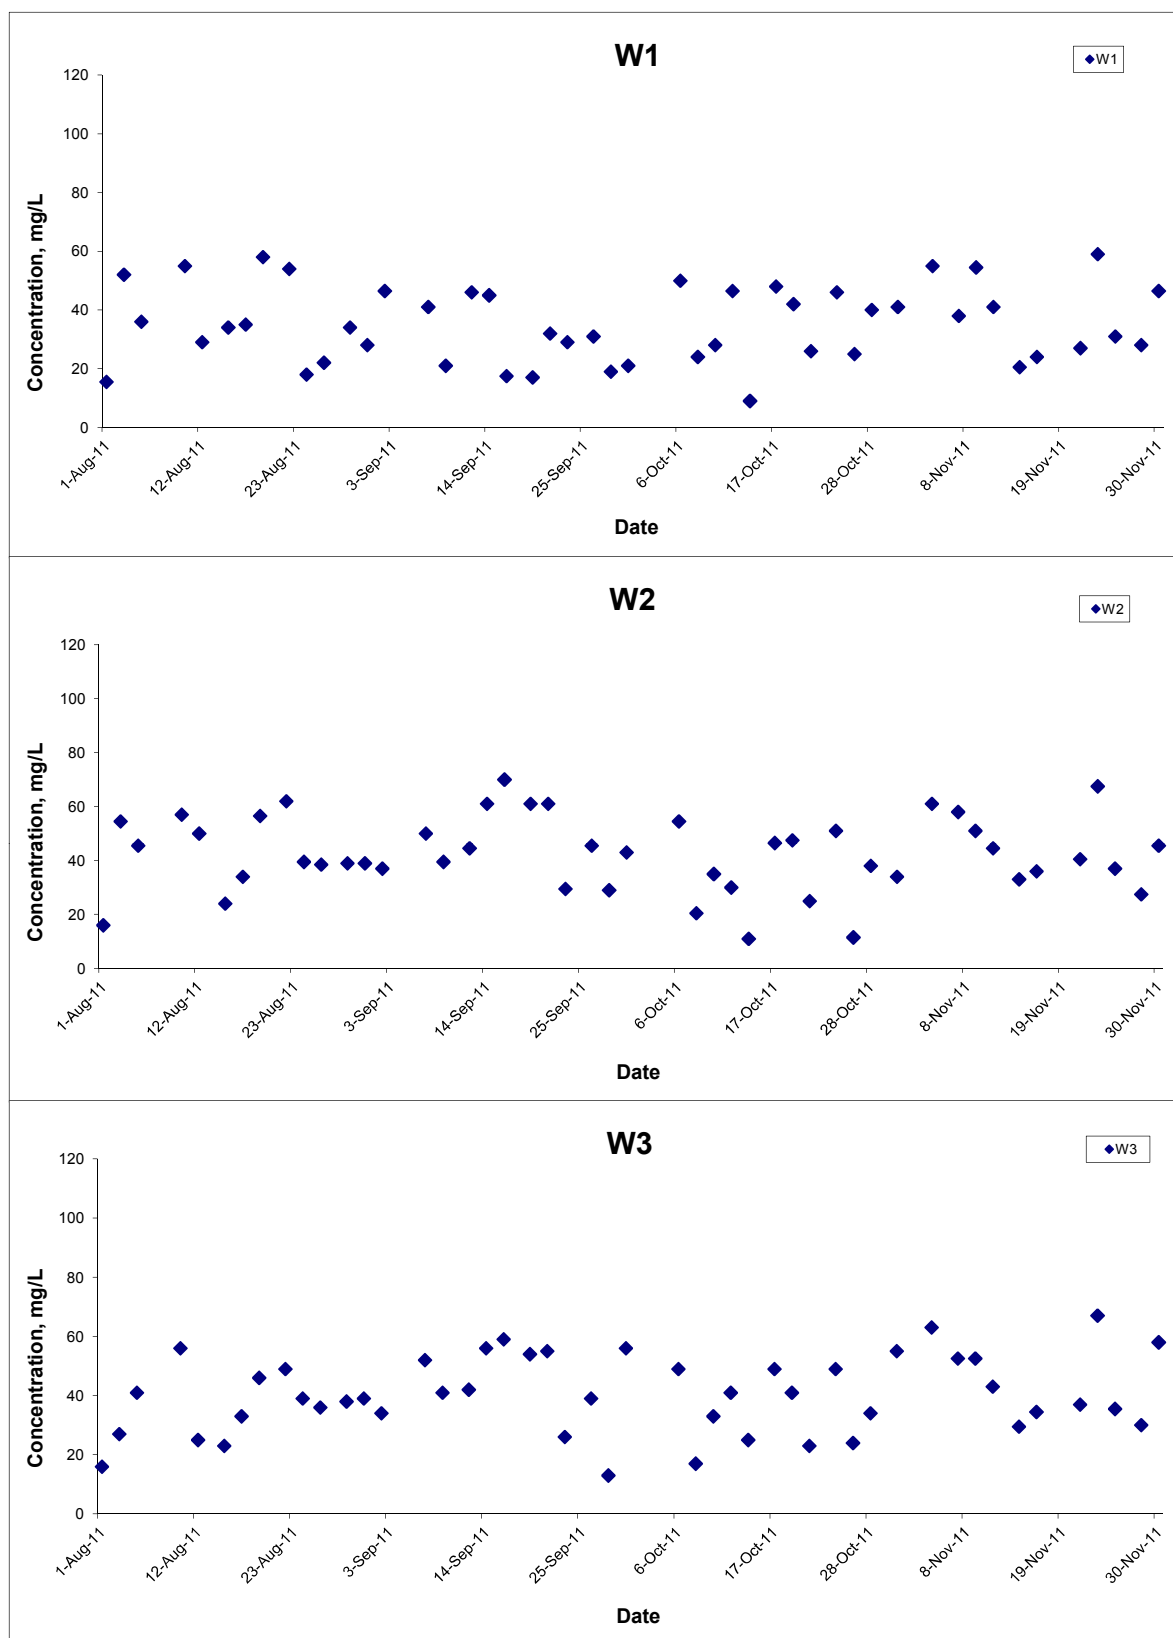 W1
W1
Concentration, mg/L
120
100
80
60
40
20
0
1-Aug-11
12-Aug-11
23-Aug-11
3-Sep-11
14-Sep-11
25-Sep-11
6-Oct-11
17-Oct-11
28-Oct-11
8-Nov-11
19-Nov-11
30-Nov-11
Date
W2
W2
Concentration, mg/L
120
100
80
60
40
20
0
1-Aug-11
12-Aug-11
23-Aug-11
3-Sep-11
14-Sep-11
25-Sep-11
6-Oct-11
17-Oct-11
28-Oct-11
8-Nov-11
19-Nov-11
30-Nov-11
Date
W3
W3
Concentration, mg/L
120
100
80
60
40
20
0
1-Aug-11
12-Aug-11
23-Aug-11
3-Sep-11
14-Sep-11
25-Sep-11
6-Oct-11
17-Oct-11
28-Oct-11
8-Nov-11
19-Nov-11
30-Nov-11
Date